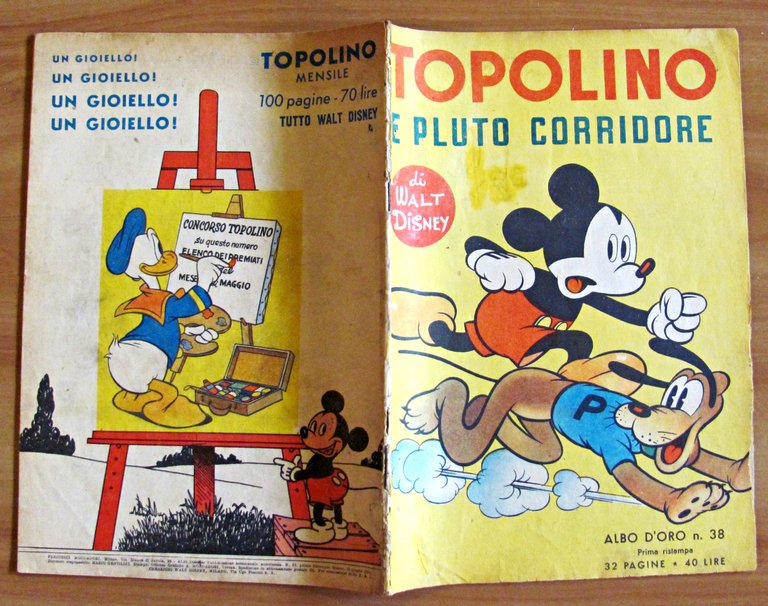 UN GIOIELLO!
UN GIOIELLO!
UN GIOIELLO!
UN GIOIELLO!
TOPOLINO
MENSILE
100 pagine - 70 lire
TUTTO WALT DISNEY
CONCORSO TOPOLINO
su questo numero
ELENCO DEI PREMIATI
MESE
MAGGIO
TOPOLINO
E PLUTO CORRIDORE
di
WALT
DISNEY
P
ALBO D'ORO n. 38
Prima ristampa
32 PAGINE * 40 LIRE